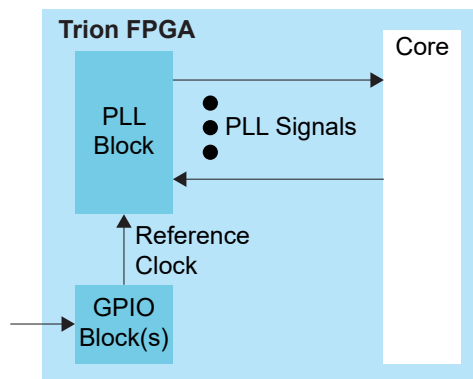 Trion FPGA
Core
PLL
Block
PLL Signals
Reference
Clock
GPIO
Block(s)